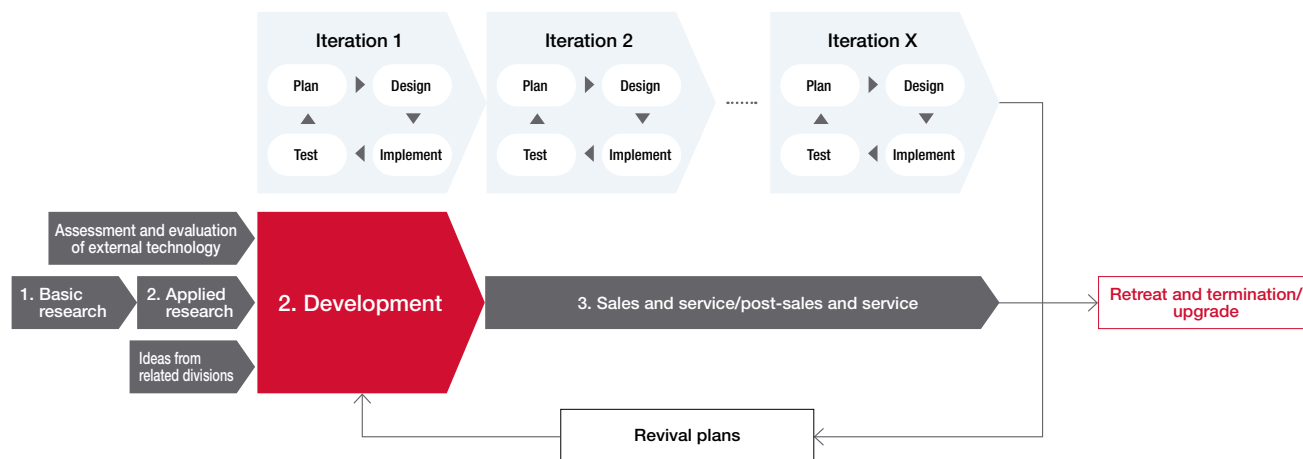 Iteration 1
Plan
Design
Test
Implement
Iteration 2
Plan
Design
Test
Implement
.......
Iteration X
Plan
Design
Test
Implement
Assessment and evaluation
of external technology
1. Basic
research
2. Applied
research
Ideas from
related divisions
2. Development
3. Sales and service/post-sales and service
Retreat and termination/
upgrade
Revival plans